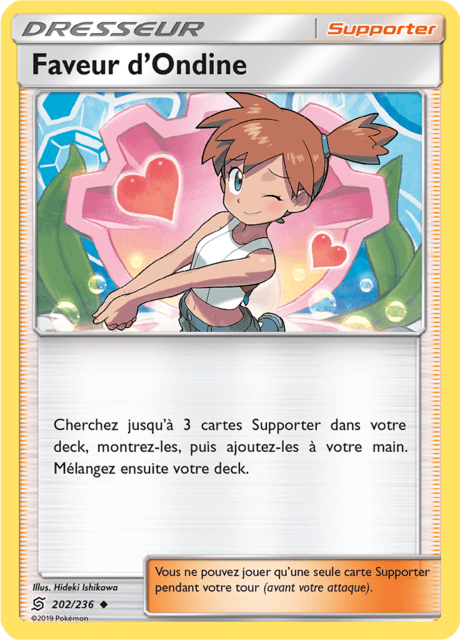 DRESSEUR Supporter
Faveur d'Ondine
Cherchez jusqu'à 3 cartes Supporter dans votre
deck, montrez-les, puis ajoutez-les à votre main.
Mélangez ensuite votre deck.
Vous ne pouvez jouer qu'une seule carte Supporter
pendant votre tour (avant votre attaque).
Illus. Hideki Ishikawa
202/236
©2019 Pokémon